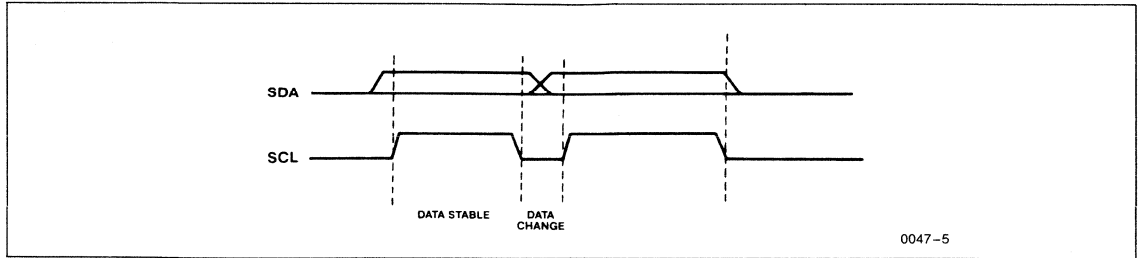 SDA
SCL
DATA STABLE
DATA
CHANGE
0047-5